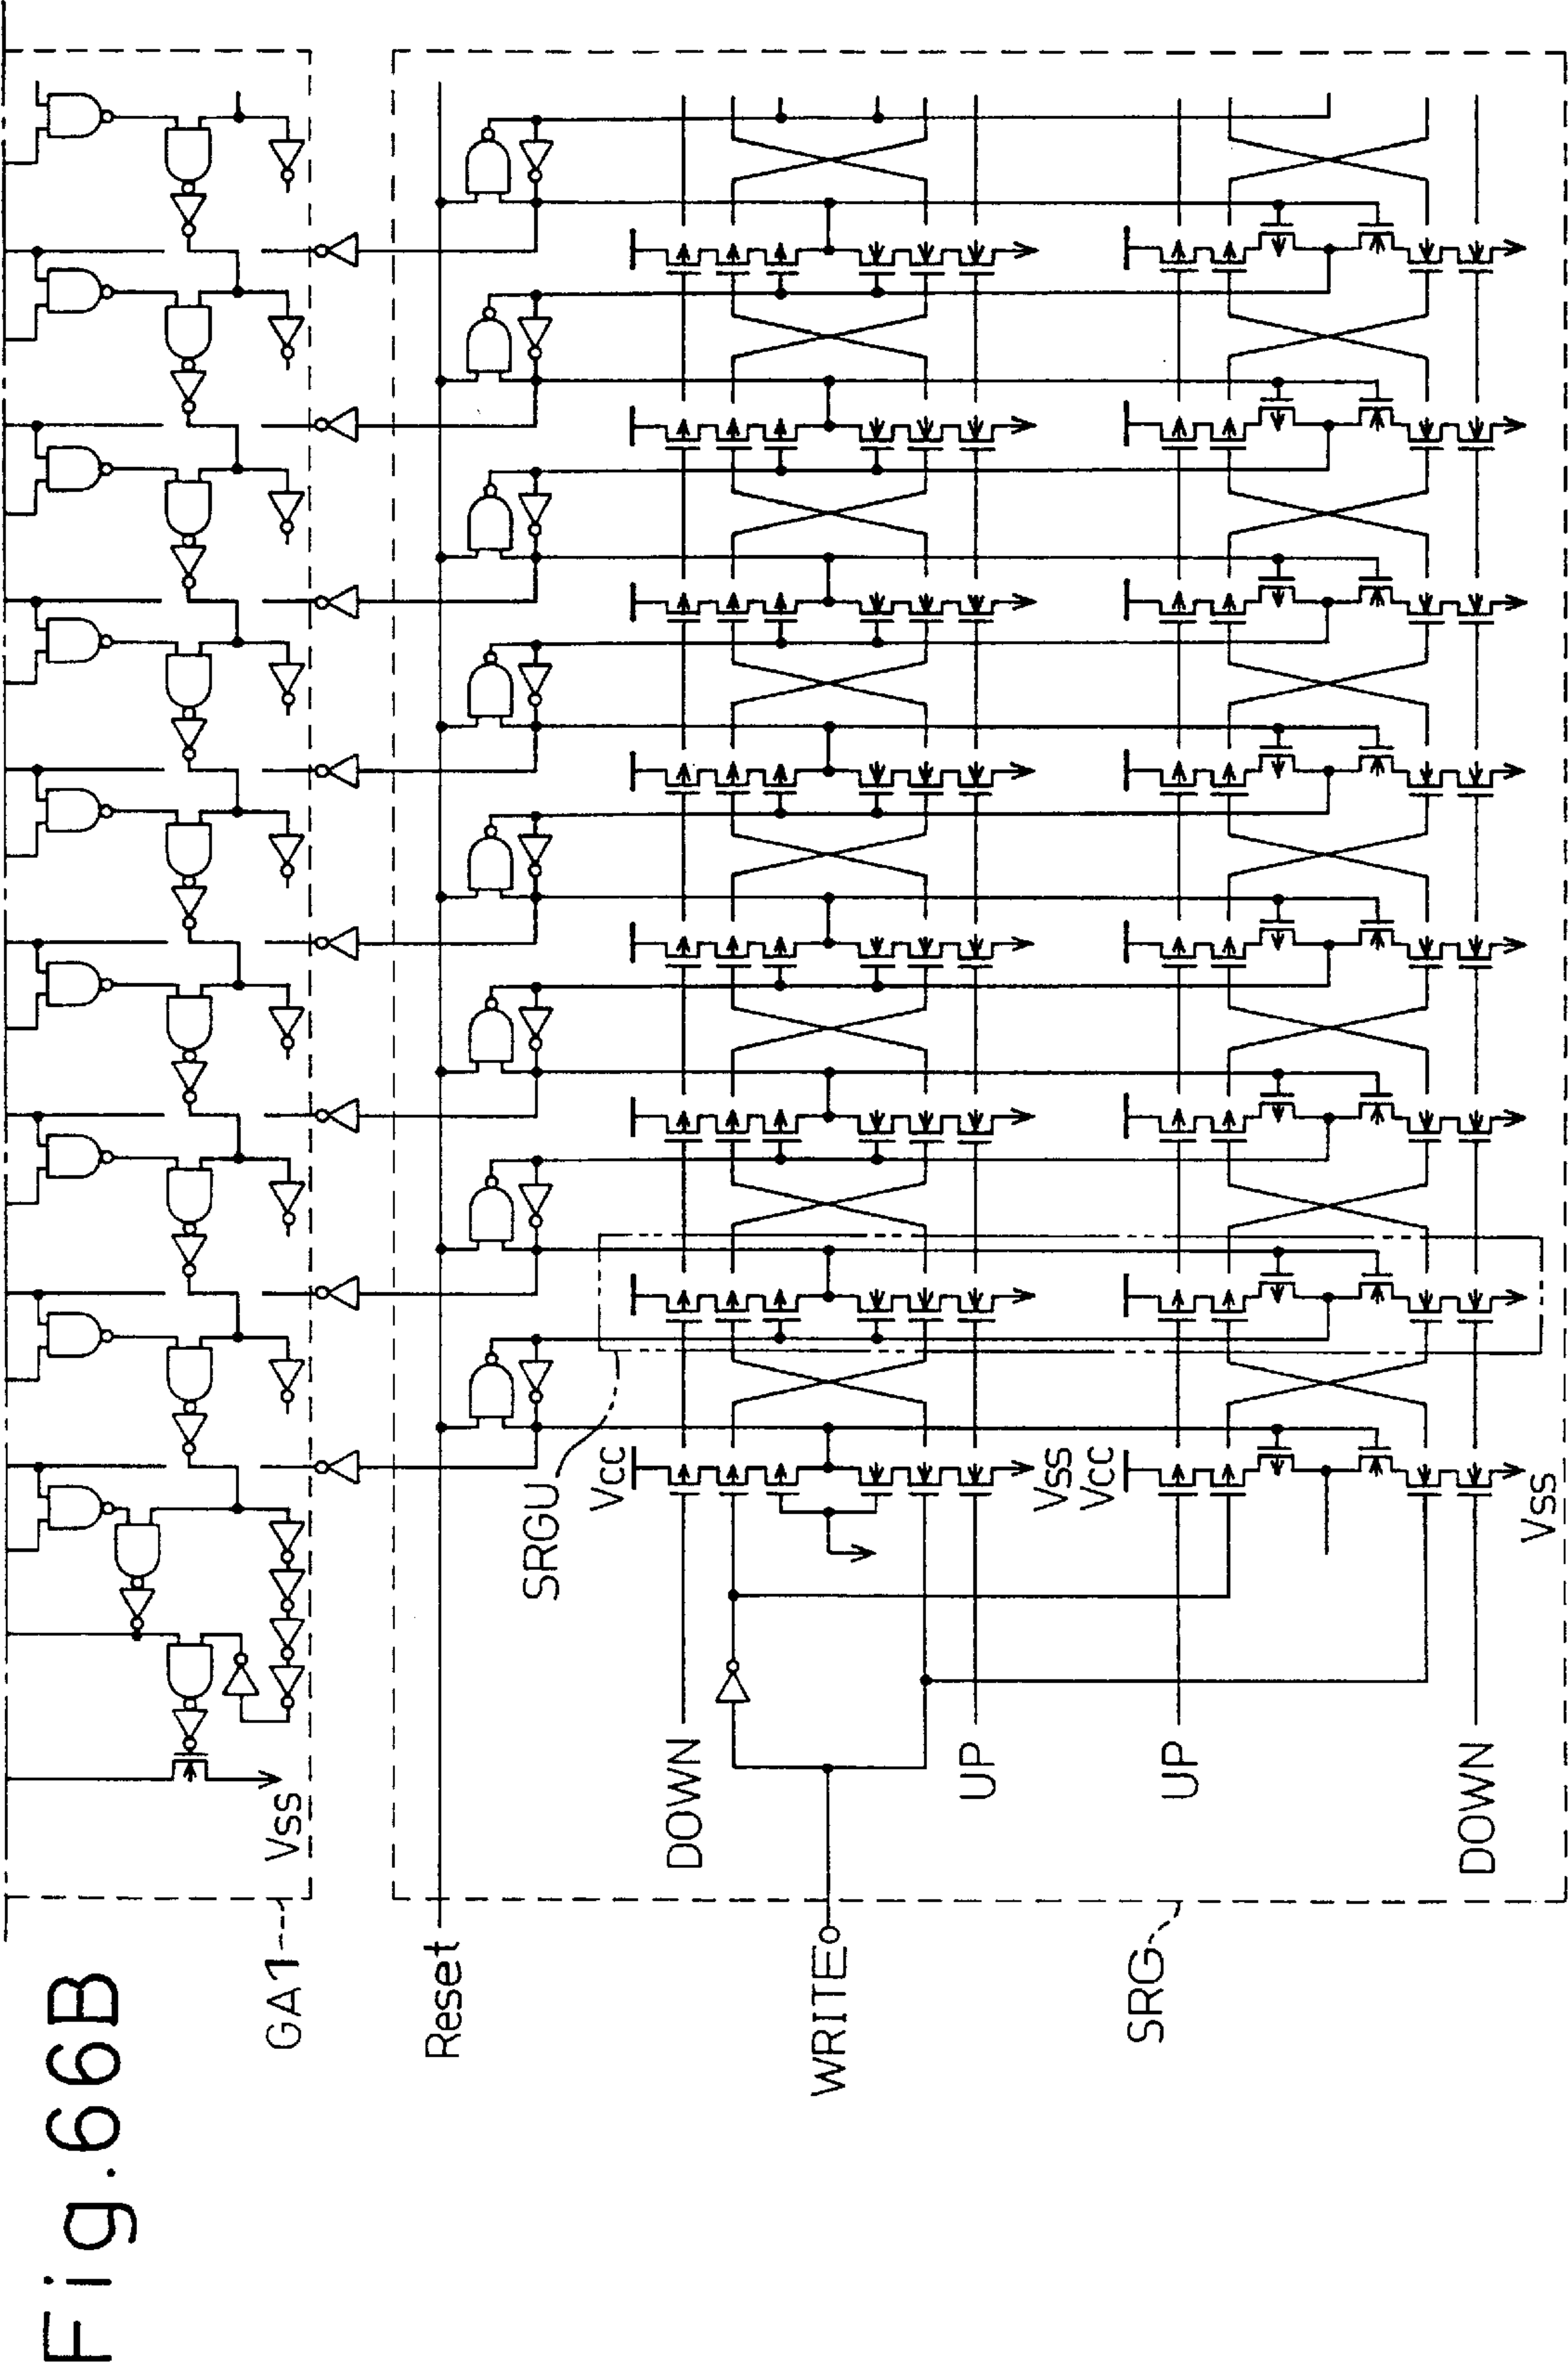 Fig.66B
GA1
Vss
Reset
SRGU
Vcc
Vss
Vcc
Vss
DOWN
UP
UP
DOWN
WRITE
SRG